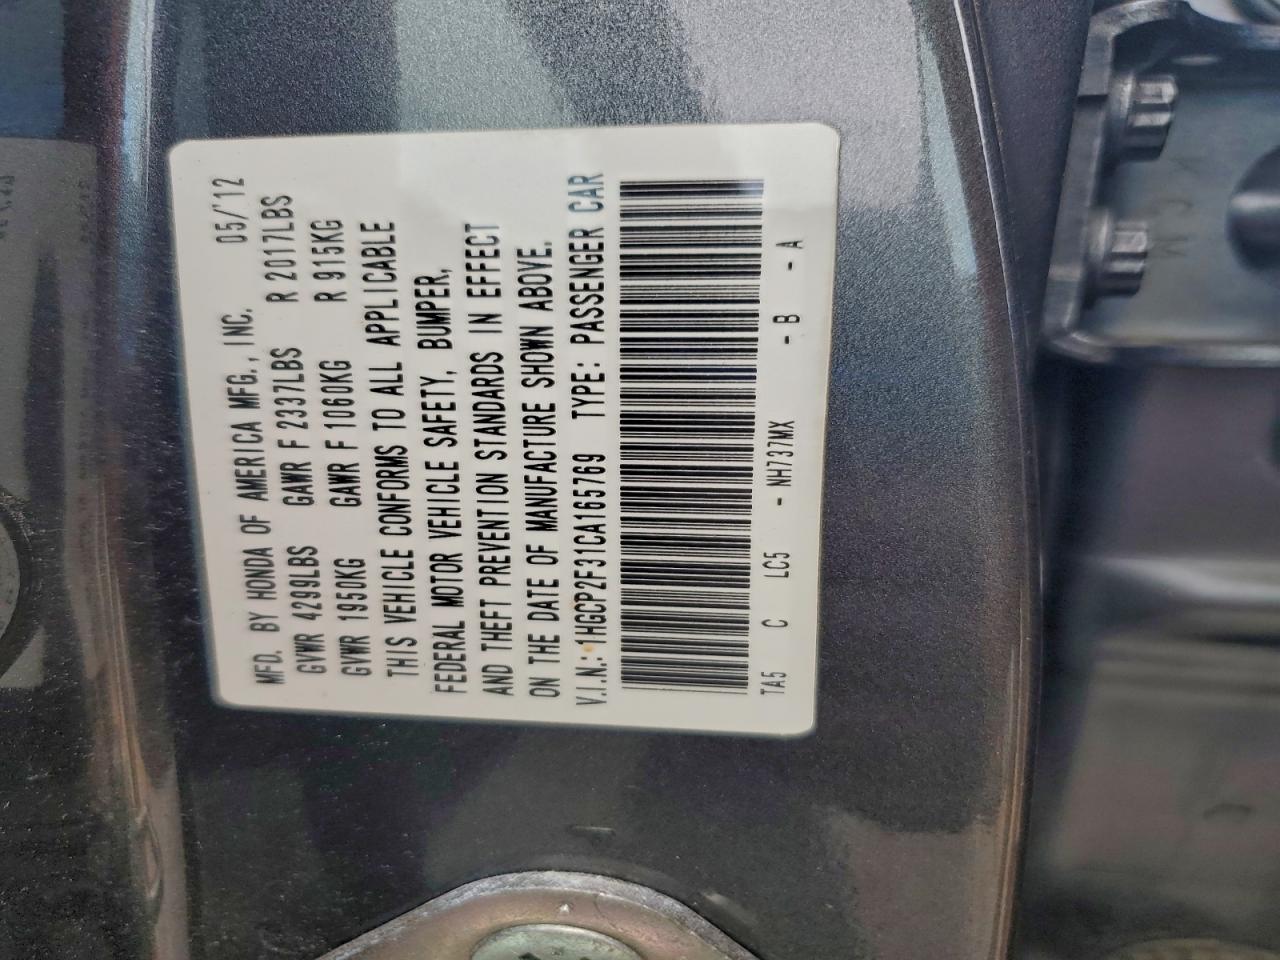 MFD. BY HONDA OF AMERICA MFG., INC. 05/'12
GVWR 4299LBS GAWR F 2337LBS R 2017LBS
GVWR 1950KG GAWR F 1060KG R 915KG
THIS VEHICLE CONFORMS TO ALL APPLICABLE
FEDERAL MOTOR VEHICLE SAFETY, BUMPER,
AND THEFT PREVENTION STANDARDS IN EFFECT
ON THE DATE OF MANUFACTURE SHOWN ABOVE.
V.I.N.: 1HGCP2F31CA165769 TYPE: PASSENGER CAR
TA5 C LC5 - NH737MX - B - A